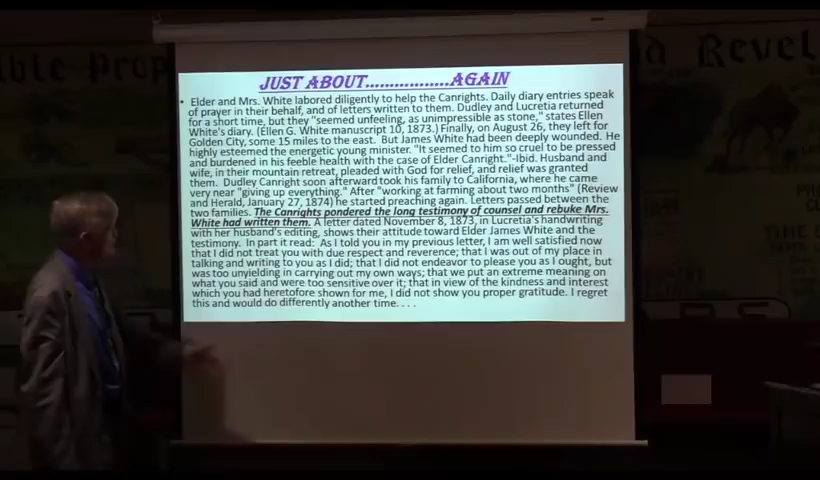 ble Prop
d Revel
JUST ABOUT.................AGAIN
• Elder and Mrs. White labored diligently to help the Canrights. Daily diary entries speak
of prayer in their behalf, and of letters written to them. Dudley and Lucretia returned
for a short time, but they "seemed unfeeling, as unimpressible as stone," states Ellen
White's diary. (Ellen G. White manuscript 10, 1873.) Finally, on August 26, they left for
Golden City, some 15 miles to the east. But James White had been deeply wounded. He
highly esteemed the energetic young minister. "It seemed to him so cruel to be pressed
and burdened in his feeble health with the case of Elder Canright."-Ibid. Husband and
wife, in their mountain retreat, pleaded with God for relief, and relief was granted
them. Dudley Canright soon afterward took his family to California, where he came
very near "giving up everything." After "working at farming about two months" (Review
and Herald, January 27, 1874) he started preaching again. Letters passed between the
two families. The Canrights pondered the long testimony of counsel and rebuke Mrs.
White had written them. A letter dated November 8, 1873, in Lucretia's handwriting
with her husband's editing, shows their attitude toward Elder James White and the
testimony. In part it read: As I told you in my previous letter, I am well satisfied now
that I did not treat you with due respect and reverence; that I was out of my place in
talking and writing to you as I did; that I did not endeavor to please you as I ought, but
was too unyielding in carrying out my own ways; that we put an extreme meaning on
what you said and were too sensitive over it; that in view of the kindness and interest
which you had heretofore shown for me, I did not show you proper gratitude. I regret
this and would do differently another time. . . .